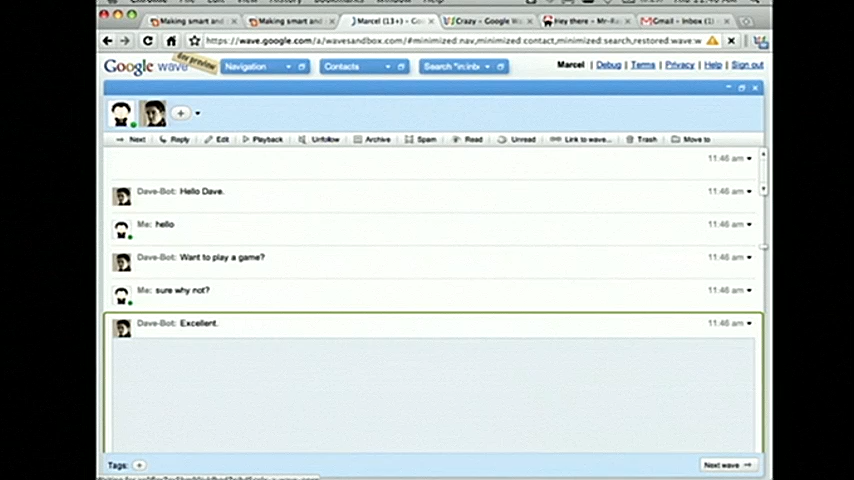 Making smart and
Making smart and
Marcel (13+) - Go
Crazy - Google W
Hey there - Mr-R
Gmail - Inbox (1)
https://wave.google.com/a/wavesandbox.com/#minimized:nav,minimized:contact,minimized:search,restored:wave:w
Google wave dev preview Navigation Contacts Search "in:inb Marcel | Debug | Terms | Privacy | Help | Sign out
Next Reply Edit Playback Unfollow Archive Spam Read Unread Link to wave... Trash Move to
11:46 am
Dave-Bot: Hello Dave. 11:46 am
Me: hello 11:46 am
Dave-Bot: Want to play a game? 11:46 am
Me: sure why not? 11:46 am
Dave-Bot: Excellent. 11:46 am
Tags: Next wave